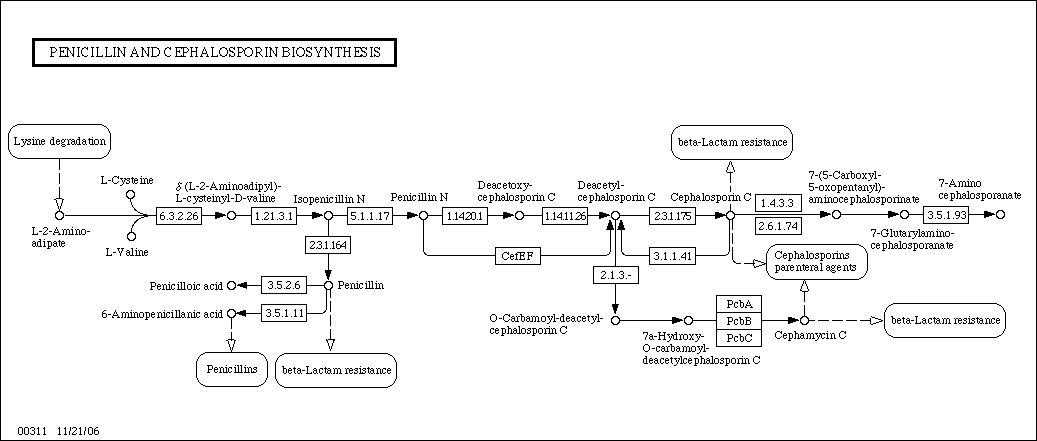 PENICILLIN AND CEPHALOSPORIN BIOSYNTHESIS
Lysine degradation
beta-Lactam resistance
L-Cysteine
δ (L-2-Aminoadipyl)-
L-cysteinyl-D-valine
Isopenicillin N
Penicillin N
Deacetoxy-
cephalosporin C
Deacetyl-
cephalosporin C
Cephalosporin C
7-(5-Carboxyl-
5-oxopentanyl)-
aminocephalosporinate
7-Amino
cephalosporanate
6.3.2.26
1.21.3.1
5.1.1.17
1.14.20.1
1.14.11.26
2.3.1.175
1.4.3.3
2.6.1.74
3.5.1.93
L-2-Amino-
adipate
L-Valine
2.3.1.164
CefEF
3.1.1.41
7-Glutarylamino-
cephalosporanate
2.1.3.-
Cephalosporins
parenteral agents
Penicilloic acid
3.5.2.6
Penicillin
6-Aminopenicillanic acid
3.5.1.11
O-Carbamoyl-deacetyl-
cephalosporin C
7a-Hydroxy-
O-carbamoyl-
deacetylcephalosporin C
PcbA
PcbB
PcbC
Cephamycin C
beta-Lactam resistance
Penicillins
beta-Lactam resistance
00311 11/21/06